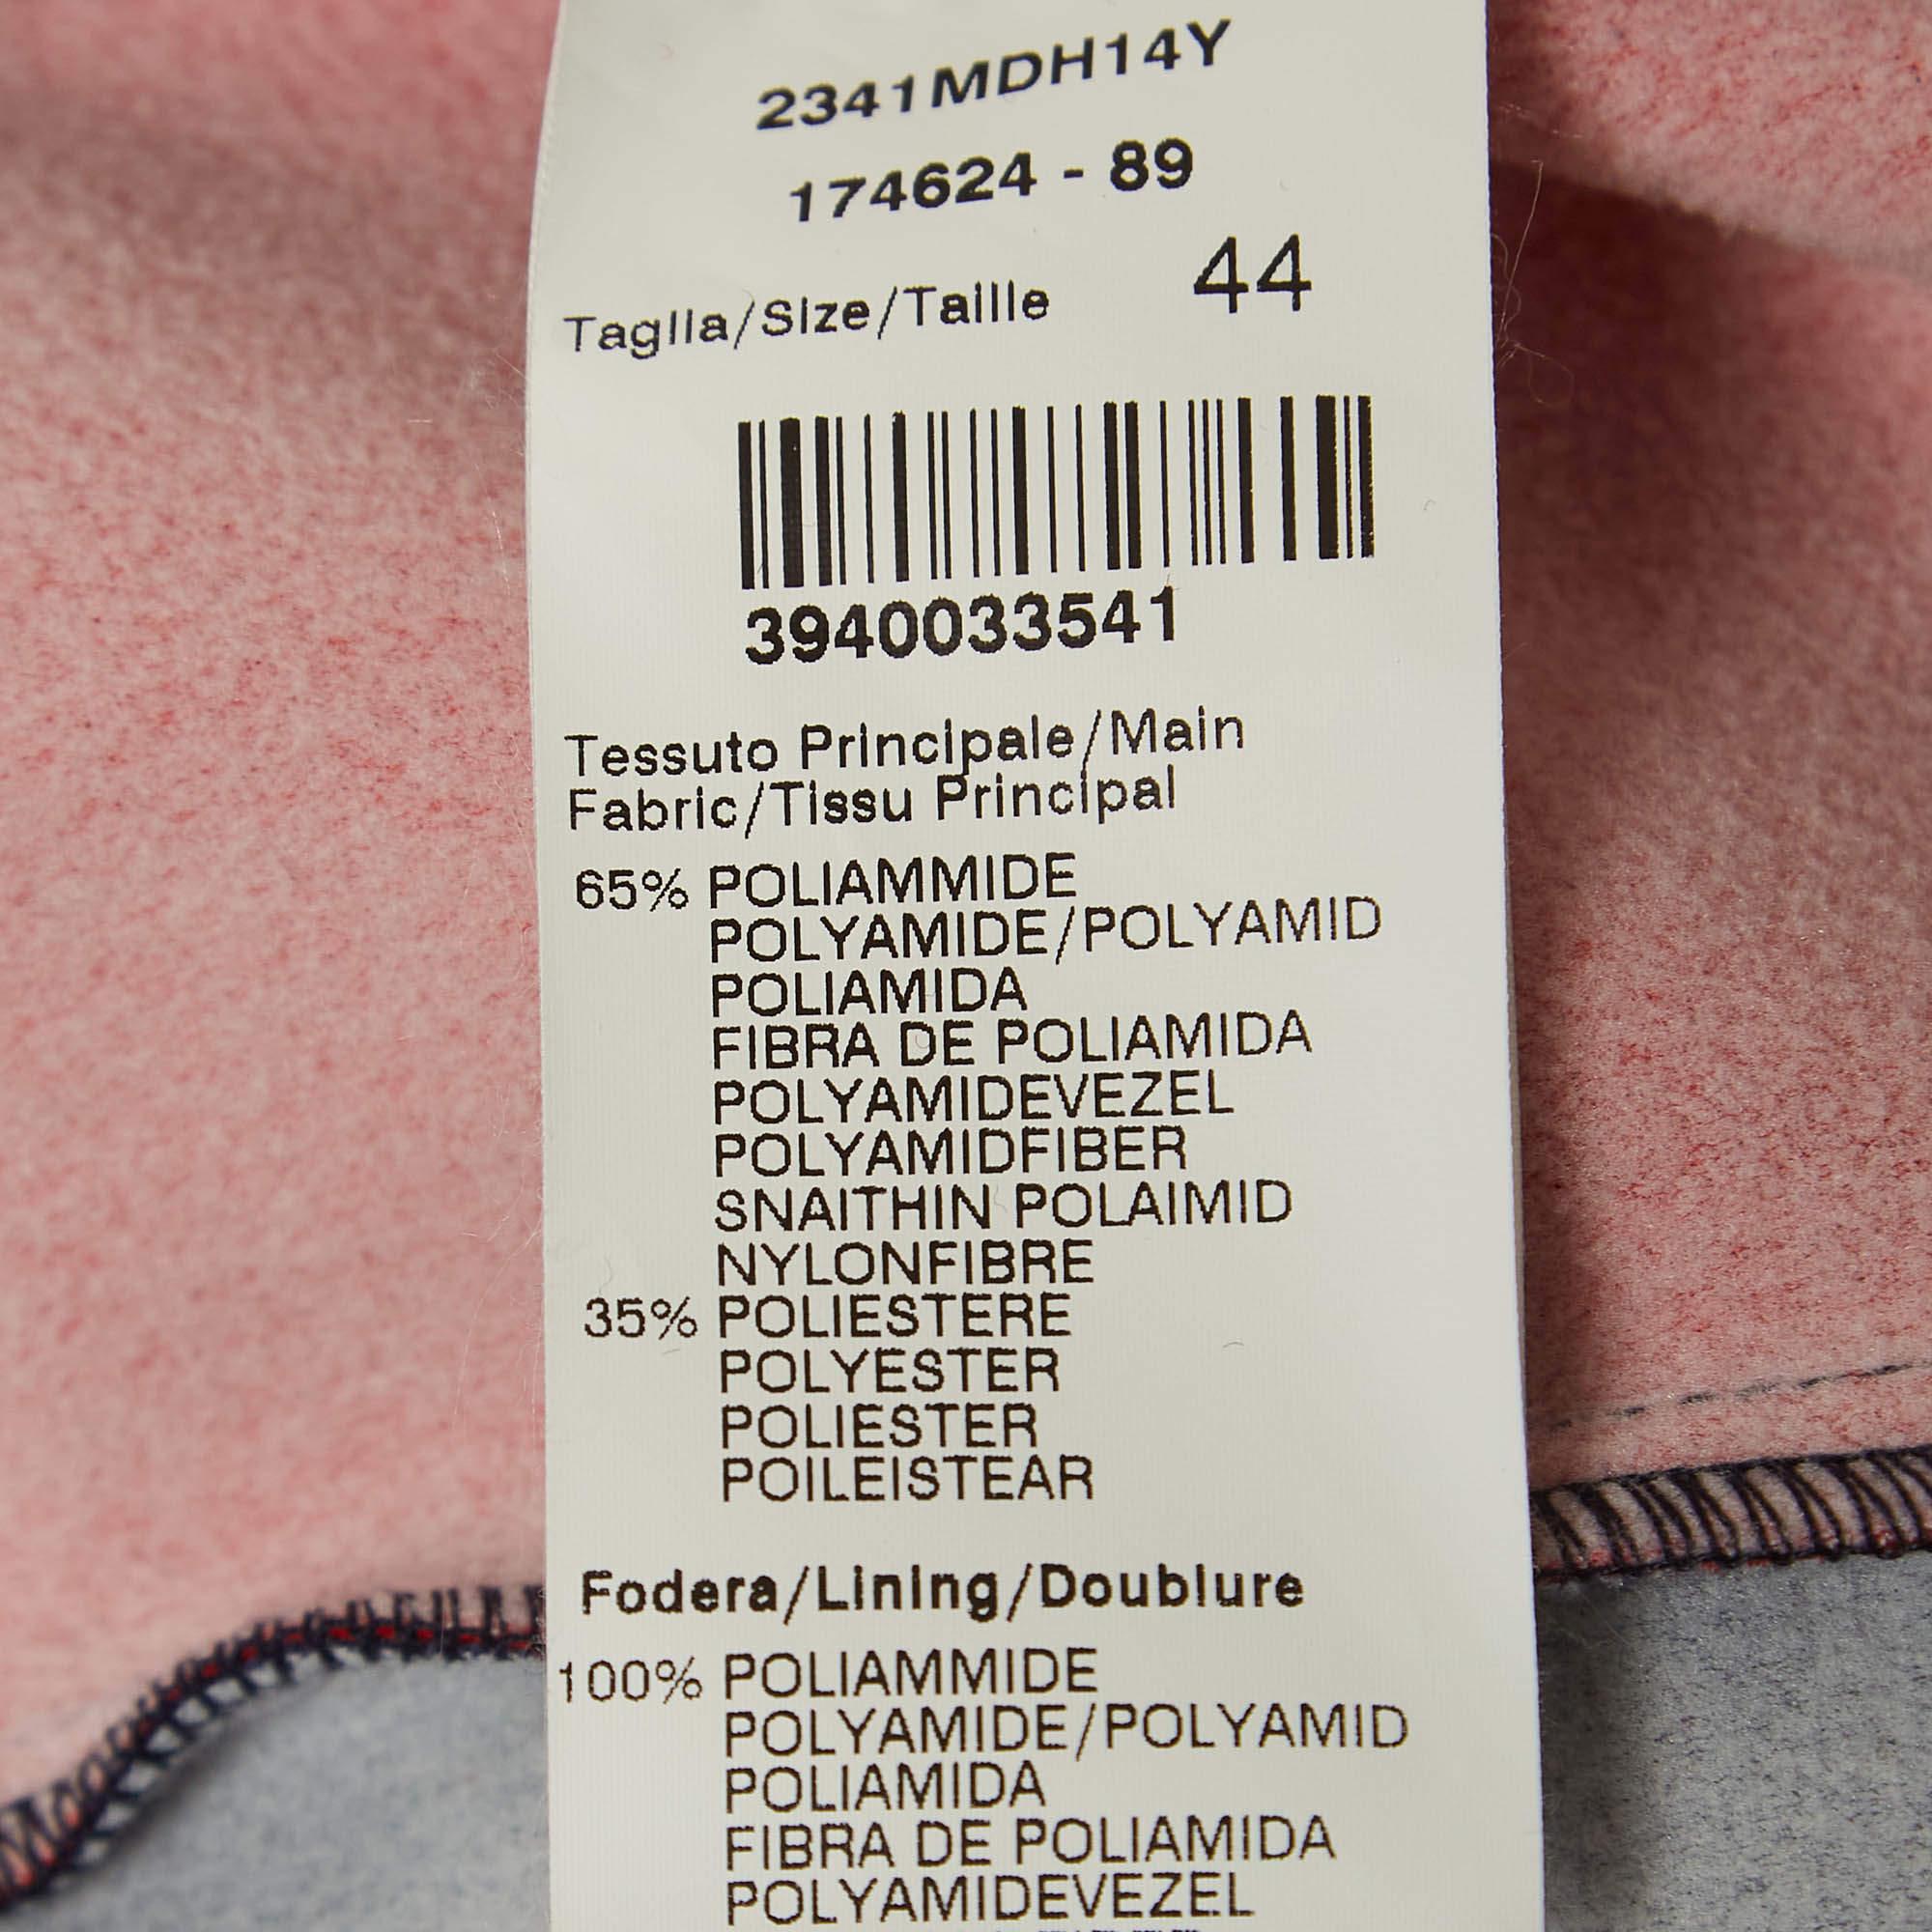 2341MDH14Y
174624 - 89
Taglia/Size/Taille 44
3940033541
Tessuto Principale/Main
Fabric/Tissu Principal
65% POLIAMMIDE
POLYAMIDE/POLYAMID
POLIAMIDA
FIBRA DE POLIAMIDA
POLYAMIDEVEZEL
POLYAMIDFIBER
SNAITHIN POLAIMID
NYLONFIBRE
35% POLIESTERE
POLYESTER
POLIESTER
POILEISTEAR
Fodera/Lining/Doublure
100% POLIAMMIDE
POLYAMIDE/POLYAMID
POLIAMIDA
FIBRA DE POLIAMIDA
POLYAMIDEVEZEL